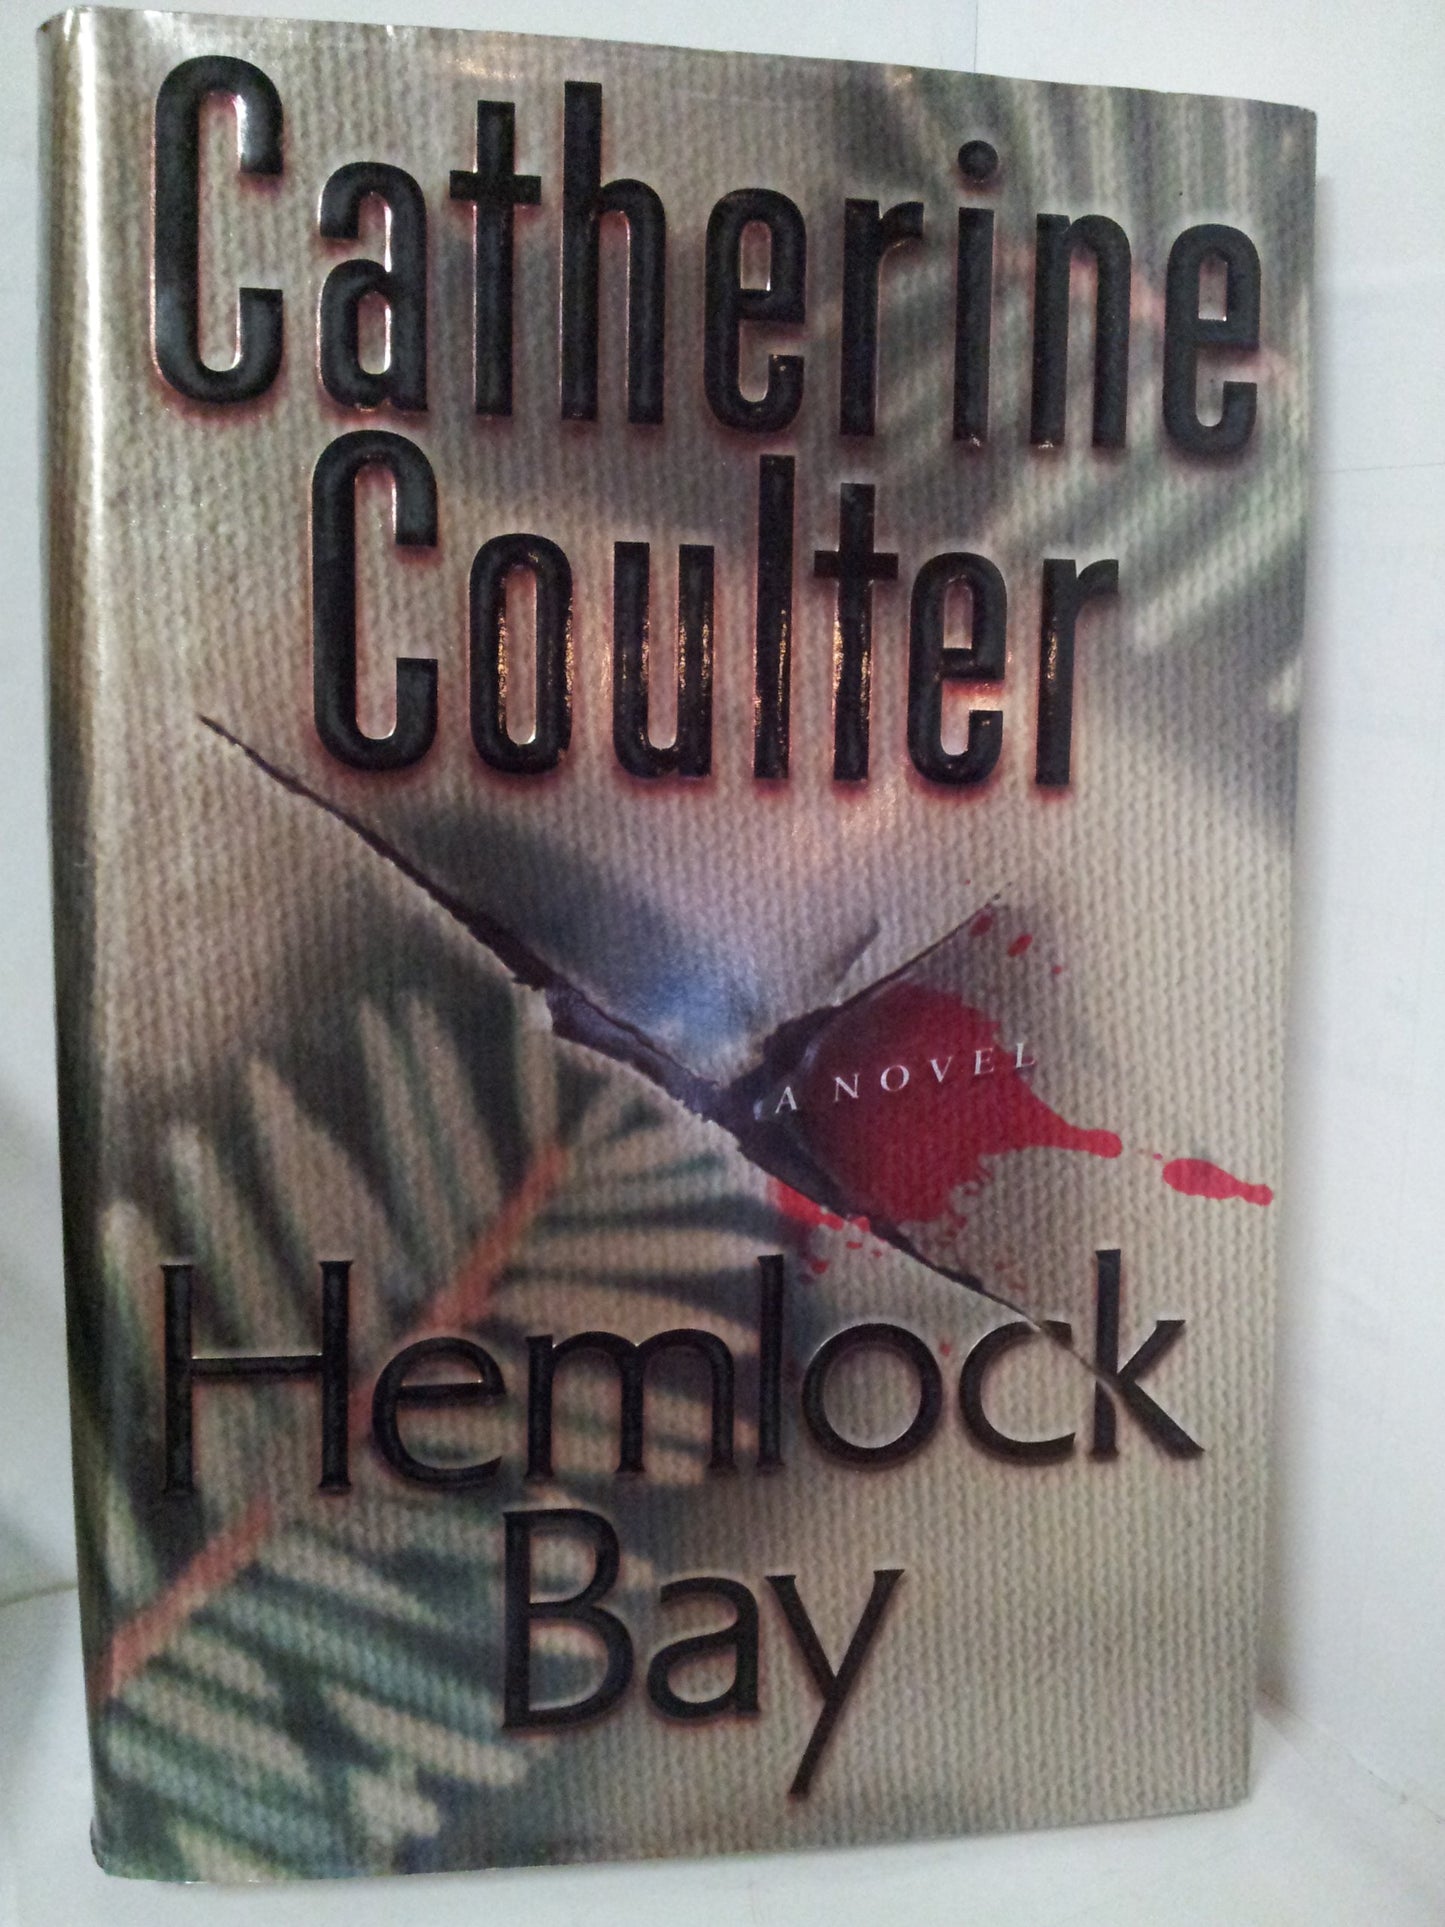 Catherine
Coulter
A NOVEL
Hemlock
Bay